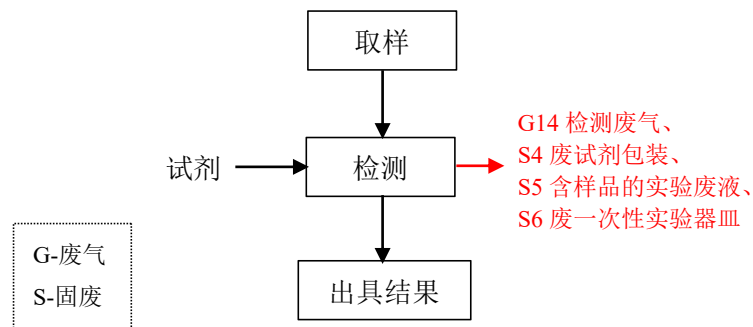 取样
试剂
检测
G14 检测废气、
S4 废试剂包装、
S5 含样品的实验废液、
S6 废一次性实验器皿
G-废气
S-固废
出具结果